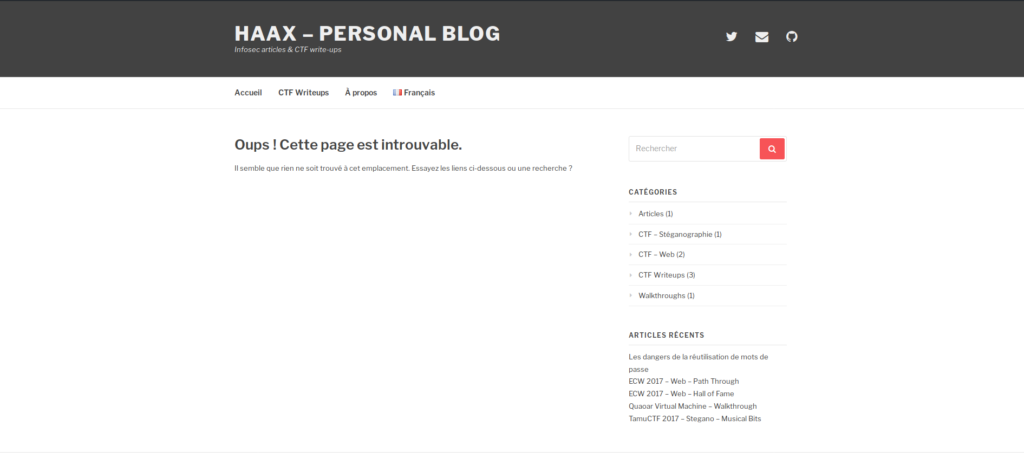 HAAX – PERSONAL BLOG
Infosec articles & CTF write-ups
Accueil CTF Writeups À propos Français
Oups ! Cette page est introuvable.
Il semble que rien ne soit trouvé à cet emplacement. Essayez les liens ci-dessous ou une recherche ?
Rechercher
CATÉGORIES
Articles (1)
CTF – Stéganographie (1)
CTF – Web (2)
CTF Writeups (3)
Walkthroughs (1)
ARTICLES RÉCENTS
Les dangers de la réutilisation de mots de
passe
ECW 2017 – Web – Path Through
ECW 2017 – Web – Hall of Fame
Quaoar Virtual Machine – Walkthrough
TamuCTF 2017 – Stegano – Musical Bits